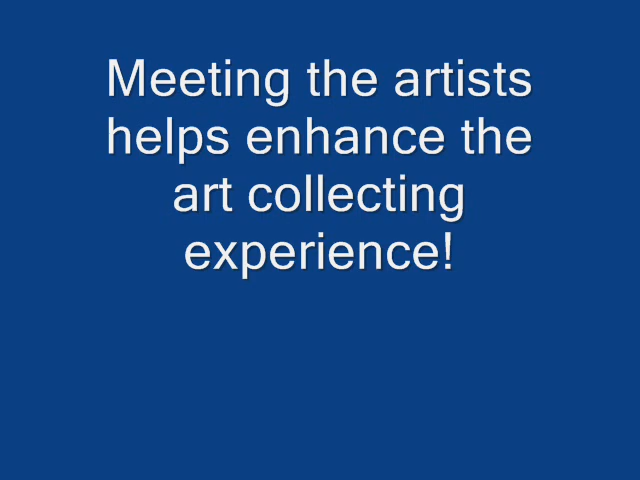 Meeting the artists
helps enhance the
art collecting
experience!